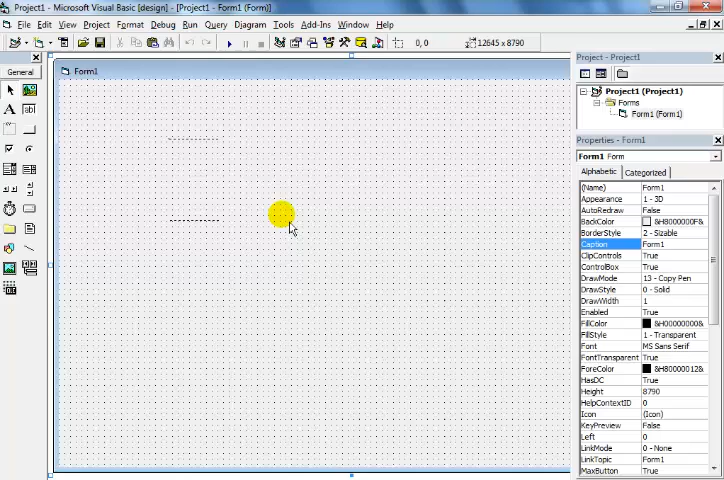 Project1 - Microsoft Visual Basic [design] - [Project1 - Form1 (Form)]
File Edit View Project Format Debug Run Query Diagram Tools Add-Ins Window Help
0, 0
12645 x 8790
General
A
ab|
Form1
Project - Project1
Project1 (Project1)
Forms
Form1 (Form1)
Properties - Form1
Form1 Form
Alphabetic Categorized
(Name) Form1
Appearance 1 - 3D
AutoRedraw False
BackColor &H8000000F&
BorderStyle 2 - Sizable
Caption Form1
ClipControls True
ControlBox True
DrawMode 13 - Copy Pen
DrawStyle 0 - Solid
DrawWidth 1
Enabled True
FillColor &H00000000&
FillStyle 1 - Transparent
Font MS Sans Serif
FontTransparent True
ForeColor &H80000012&
HasDC True
Height 8790
HelpContextID 0
Icon (Icon)
KeyPreview False
Left 0
LinkMode 0 - None
LinkTopic Form1
MaxButton True